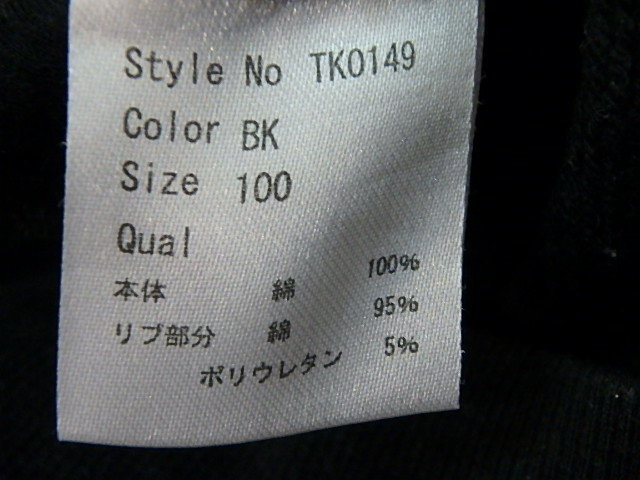 Style No TK0149
Color BK
Size 100
Qual
本体 綿 100%
リブ部分 綿 95%
ポリウレタン 5%